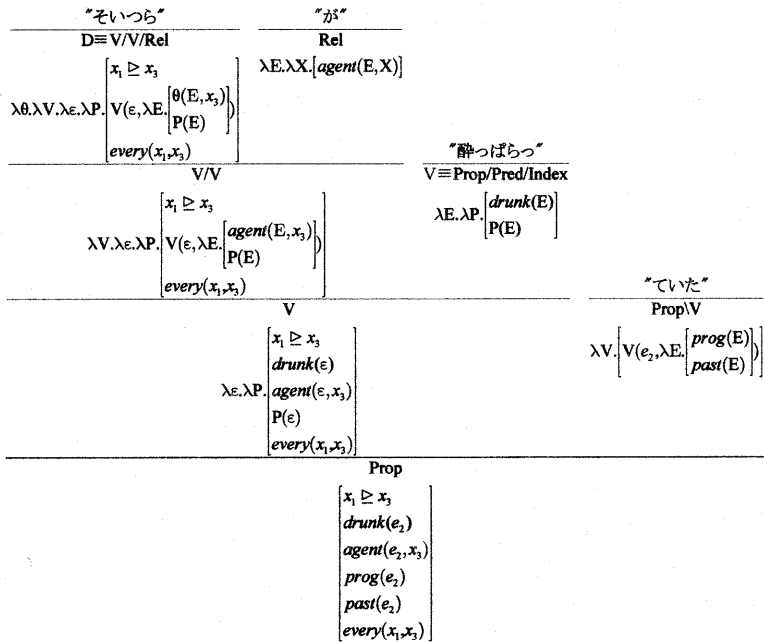 "そいつら" "が"
D≡V/V/Rel Rel
λθ.λV.λε.λP.[x₁ ⊵ x₃ λE.λX.[agent(E,X)]
V(ε,λE.[θ(E,x₃)
P(E)])
every(x₁,x₃)]
"酔っぱらっ"
V/V V≡Prop/Pred/Index
λV.λε.λP.[x₁ ⊵ x₃ λE.λP.[drunk(E)
V(ε,λE.[agent(E,x₃) P(E)]
P(E)])
every(x₁,x₃)]
"ていた"
V Prop\V
λε.λP.[x₁ ⊵ x₃ λV.[V(e₂,λE.[prog(E)
drunk(ε) past(E)])]
agent(ε,x₃)
P(ε)
every(x₁,x₃)]
Prop
[x₁ ⊵ x₃
drunk(e₂)
agent(e₂,x₃)
prog(e₂)
past(e₂)
every(x₁,x₃)]